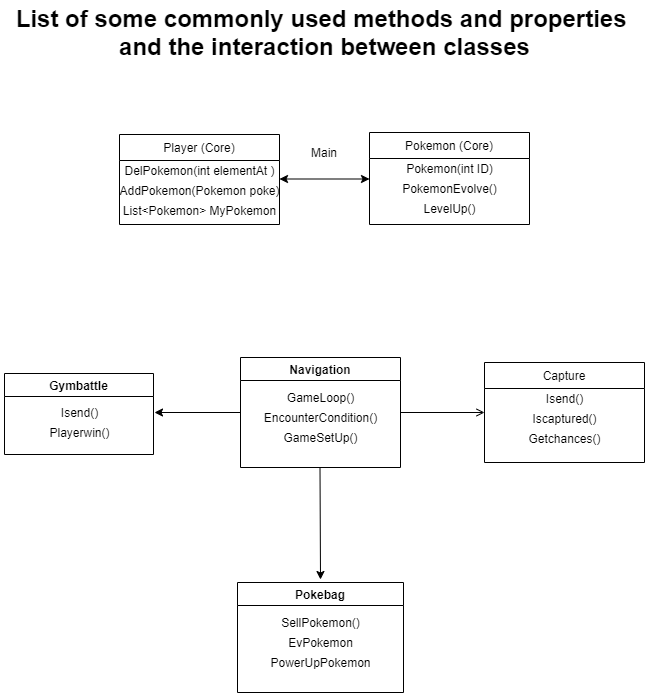 List of some commonly used methods and properties
and the interaction between classes
Player (Core)
DelPokemon(int elementAt )
AddPokemon(Pokemon poke)
List<Pokemon> MyPokemon
Main
Pokemon (Core)
Pokemon(int ID)
PokemonEvolve()
LevelUp()
Gymbattle
Isend()
Playerwin()
Navigation
GameLoop()
EncounterCondition()
GameSetUp()
Capture
Isend()
Iscaptured()
Getchances()
Pokebag
SellPokemon()
EvPokemon
PowerUpPokemon